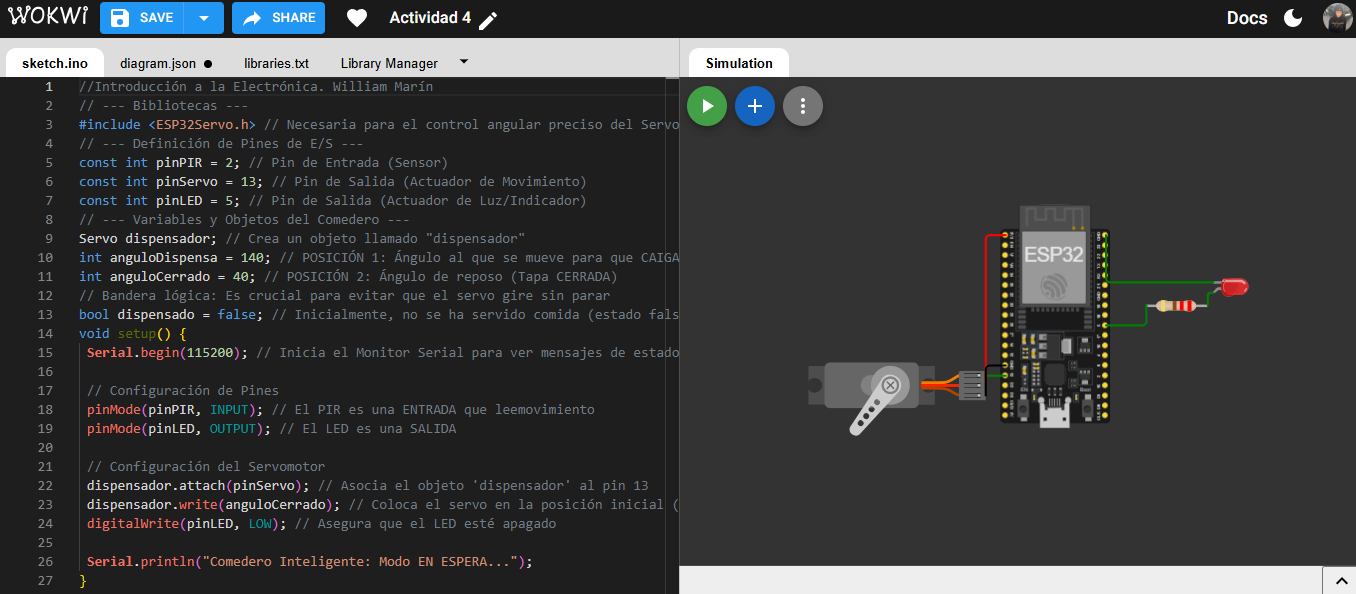 WOKWI SAVE SHARE Actividad 4 Docs
sketch.ino diagram.json libraries.txt Library Manager
Simulation
1 //Introducción a la Electrónica. William Marín
2 // --- Bibliotecas ---
3 #include <ESP32Servo.h> // Necesaria para el control angular preciso del Servo
4 // --- Definición de Pines de E/S ---
5 const int pinPIR = 2; // Pin de Entrada (Sensor)
6 const int pinServo = 13; // Pin de Salida (Actuador de Movimiento)
7 const int pinLED = 5; // Pin de Salida (Actuador de Luz/Indicador)
8 // --- Variables y Objetos del Comedero ---
9 Servo dispensador; // Crea un objeto llamado "dispensador"
10 int anguloDispensa = 140; // POSICIÓN 1: Ángulo al que se mueve para que CAIGA
11 int anguloCerrado = 40; // POSICIÓN 2: Ángulo de reposo (Tapa CERRADA)
12 // Bandera lógica: Es crucial para evitar que el servo gire sin parar
13 bool dispensado = false; // Inicialmente, no se ha servido comida (estado fals
14 void setup() {
15 Serial.begin(115200); // Inicia el Monitor Serial para ver mensajes de estado
16
17 // Configuración de Pines
18 pinMode(pinPIR, INPUT); // El PIR es una ENTRADA que leemovimiento
19 pinMode(pinLED, OUTPUT); // El LED es una SALIDA
20
21 // Configuración del Servomotor
22 dispensador.attach(pinServo); // Asocia el objeto 'dispensador' al pin 13
23 dispensador.write(anguloCerrado); // Coloca el servo en la posición inicial (
24 digitalWrite(pinLED, LOW); // Asegura que el LED esté apagado
25
26 Serial.println("Comedero Inteligente: Modo EN ESPERA...");
27 }
ESP32